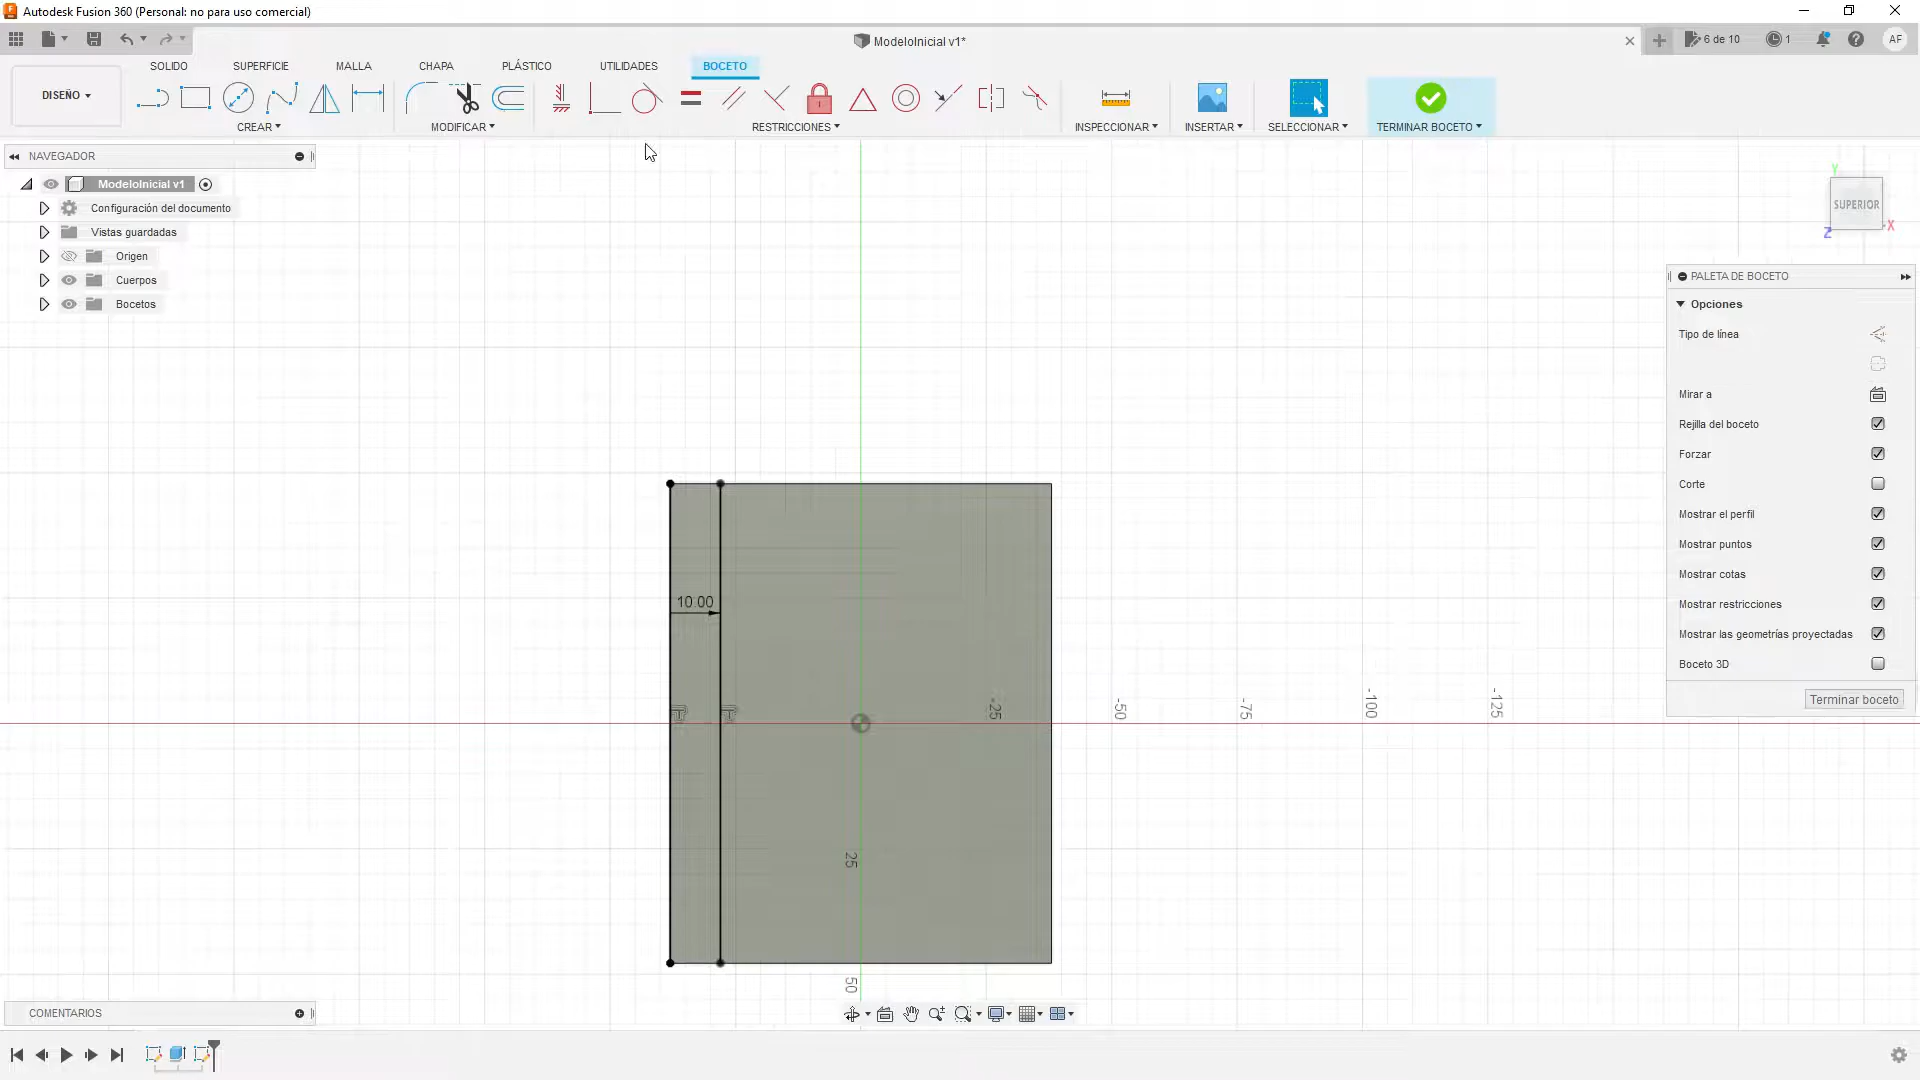 Autodesk Fusion 360 (Personal: no para uso comercial)
ModeloInicial v1*
6 de 10
1
AF
DISEÑO
SOLIDO
SUPERFICIE
MALLA
CHAPA
PLÁSTICO
UTILIDADES
BOCETO
CREAR
MODIFICAR
RESTRICCIONES
INSPECCIONAR
INSERTAR
SELECCIONAR
TERMINAR BOCETO
NAVEGADOR
ModeloInicial v1
Configuración del documento
Vistas guardadas
Origen
Cuerpos
Bocetos
Y
SUPERIOR
X
Z
PALETA DE BOCETO
Opciones
Tipo de línea
Mirar a
Rejilla del boceto
Forzar
Corte
Mostrar el perfil
Mostrar puntos
Mostrar cotas
Mostrar restricciones
Mostrar las geometrías proyectadas
Boceto 3D
Terminar boceto
10.00
-25
-50
-75
-100
-125
25
50
COMENTARIOS